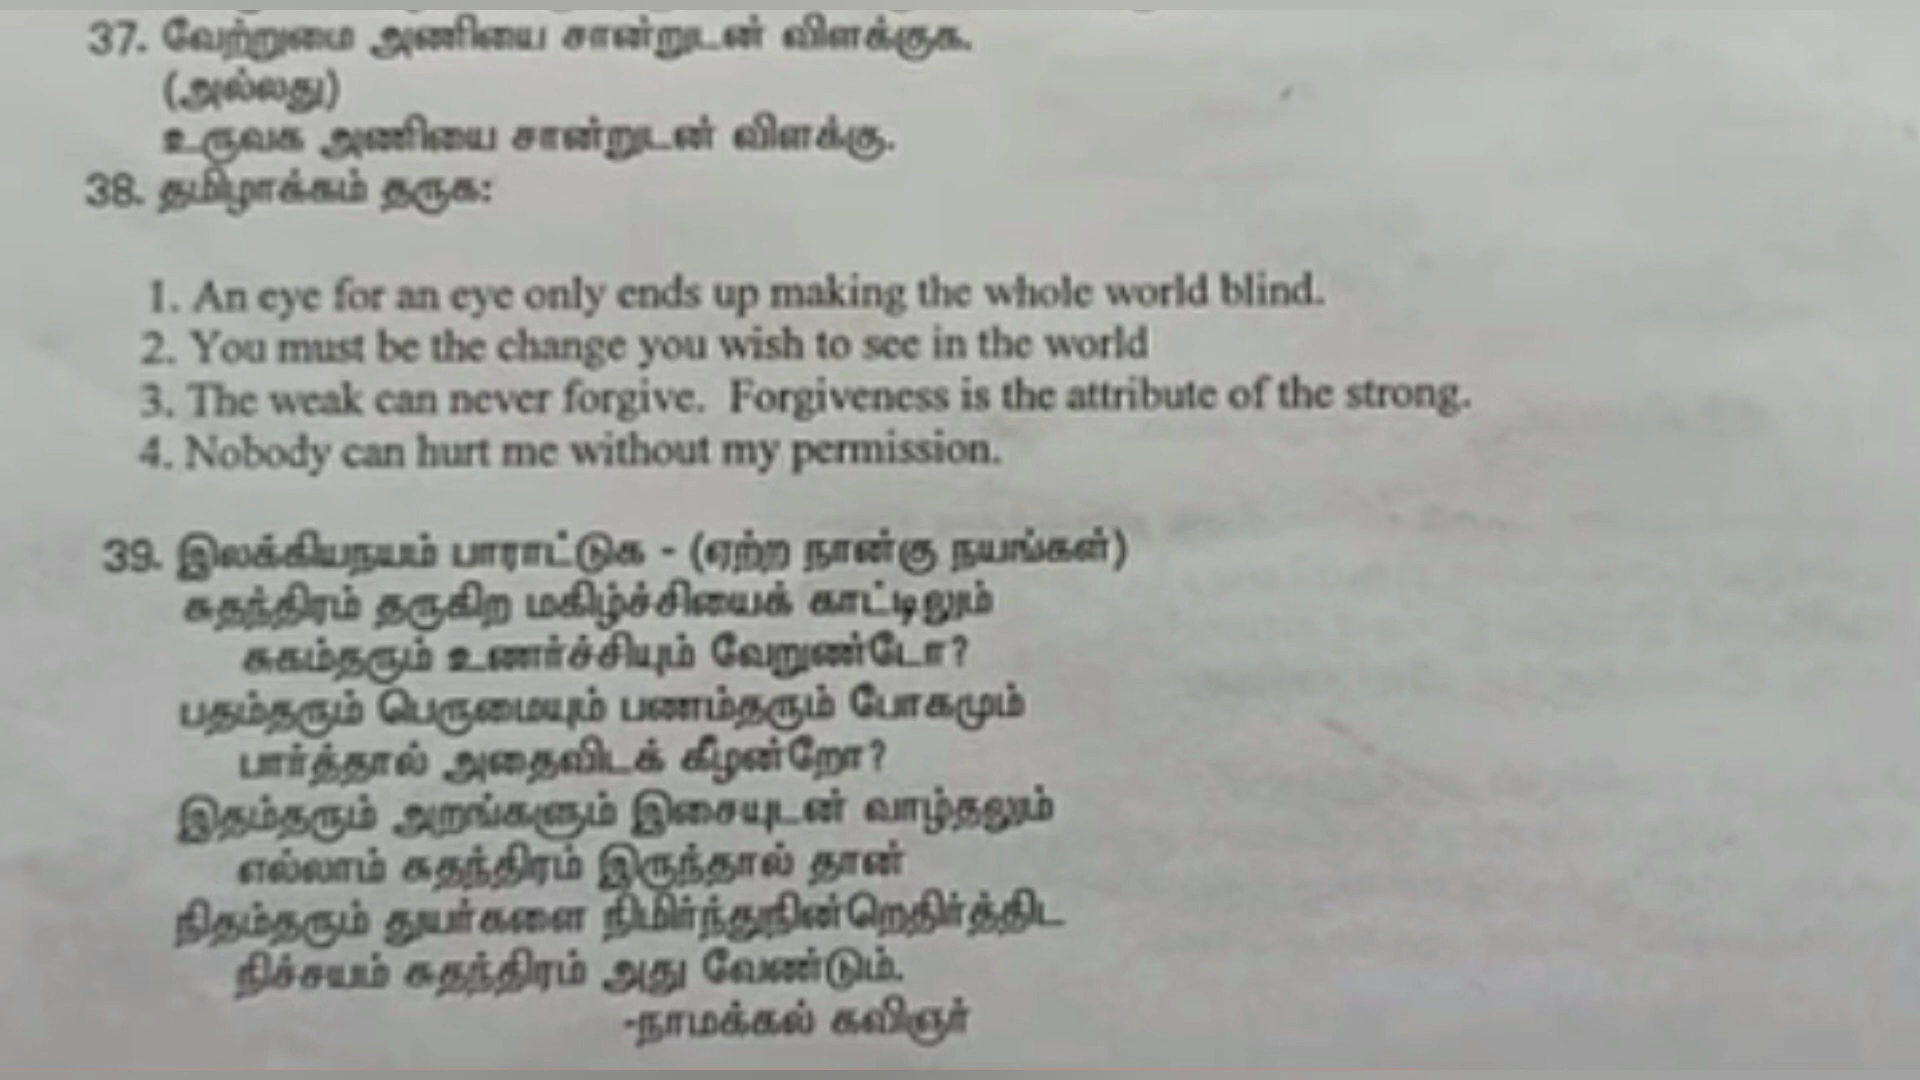 37. வேற்றுமை அணியை சான்றுடன் விளக்குக.
(அல்லது)
உருவக அணியை சான்றுடன் விளக்கு.
38. தமிழாக்கம் தருக:
1. An eye for an eye only ends up making the whole world blind.
2. You must be the change you wish to see in the world
3. The weak can never forgive. Forgiveness is the attribute of the strong.
4. Nobody can hurt me without my permission.
39. இலக்கியநயம் பாராட்டுக - (ஏற்ற நான்கு நயங்கள்)
சுதந்திரம் தருகிற மகிழ்ச்சியைக் காட்டிலும்
சுகம்தரும் உணர்ச்சியும் வேறுண்டோ?
பதம்தரும் பெருமையும் பணம்தரும் போகமும்
பார்த்தால் அதைவிடக் கீழன்றோ?
இதம்தரும் அறங்களும் இசையுடன் வாழ்தலும்
எல்லாம் சுதந்திரம் இருந்தால் தான்
நிதம்தரும் துயர்களை நிமிர்ந்துநின்றெதிர்த்திட
நிச்சயம் சுதந்திரம் அது வேண்டும்.
-நாமக்கல் கவிஞர்